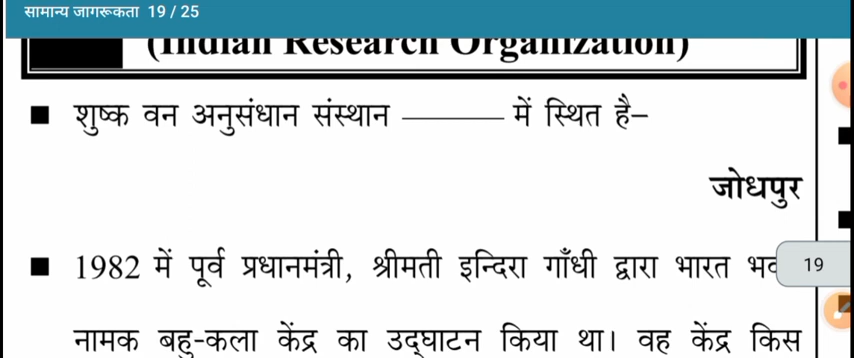 सामान्य जागरूकता 19 / 25
(Indian Research Organization)
■ शुष्क वन अनुसंधान संस्थान ______ में स्थित है–
जोधपुर
■ 1982 में पूर्व प्रधानमंत्री, श्रीमती इन्दिरा गाँधी द्वारा भारत
19
नामक बहु-कला केंद्र का उद्घाटन किया था। वह केंद्र किस